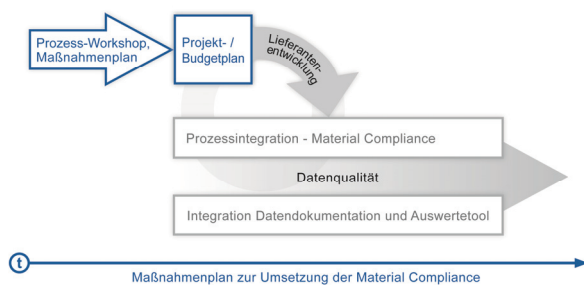 Prozess-Workshop,
Maßnahmenplan
Projekt- /
Budgetplan
Lieferanten-
entwicklung
Prozessintegration - Material Compliance
Datenqualität
Integration Datendokumentation und Auswertetool
t
Maßnahmenplan zur Umsetzung der Material Compliance